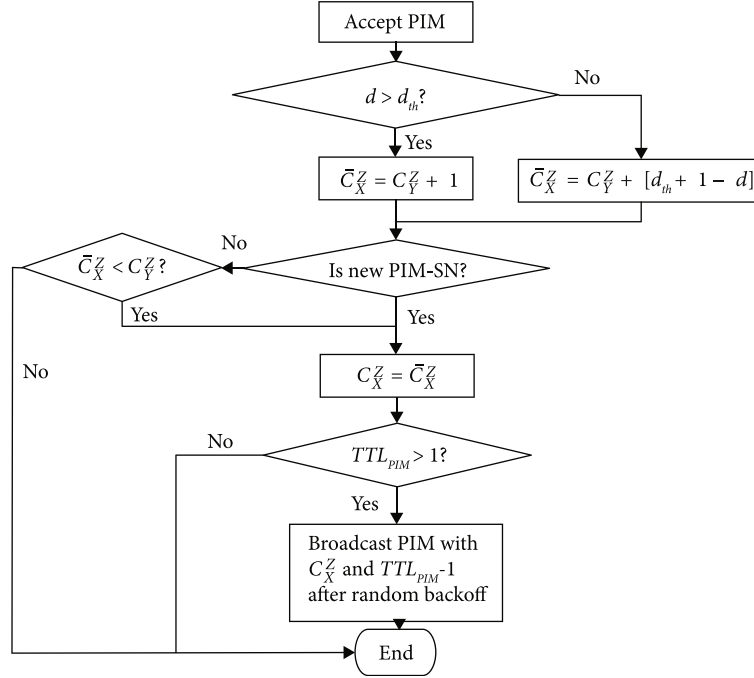 Accept PIM
d > d_th?
No
Yes
C̄_X^Z = C_Y^Z + 1
C̄_X^Z = C_Y^Z + [d_th + 1 − d]
No
C̄_X^Z < C_Y^Z?
Is new PIM-SN?
Yes
Yes
No
C_X^Z = C̄_X^Z
No
TTL_PIM > 1?
Yes
Broadcast PIM with
C_X^Z and TTL_PIM-1
after random backoff
End